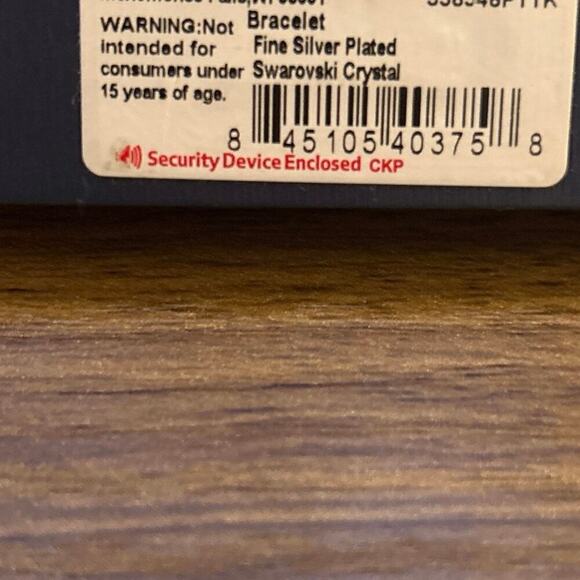 WARNING:Not
intended for
consumers under
15 years of age.
Bracelet
Fine Silver Plated
Swarovski Crystal
8 45105 40375 8
Security Device Enclosed CKP